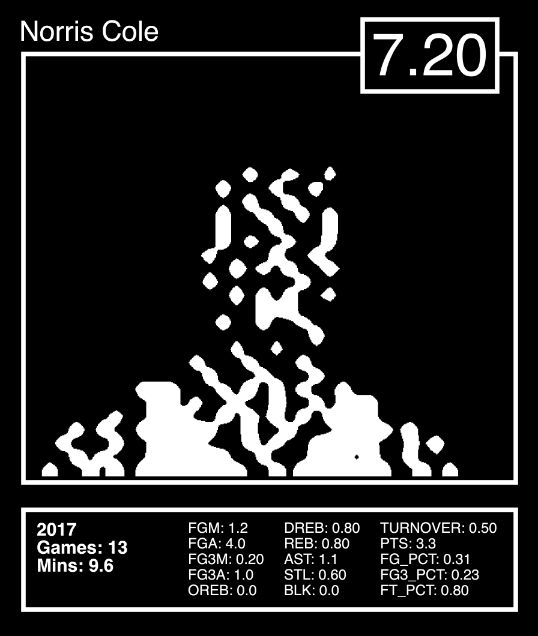 Norris Cole
7.20
2017
Games: 13
Mins: 9.6
FGM: 1.2
FGA: 4.0
FG3M: 0.20
FG3A: 1.0
OREB: 0.0
DREB: 0.80
REB: 0.80
AST: 1.1
STL: 0.60
BLK: 0.0
TURNOVER: 0.50
PTS: 3.3
FG_PCT: 0.31
FG3_PCT: 0.23
FT_PCT: 0.80